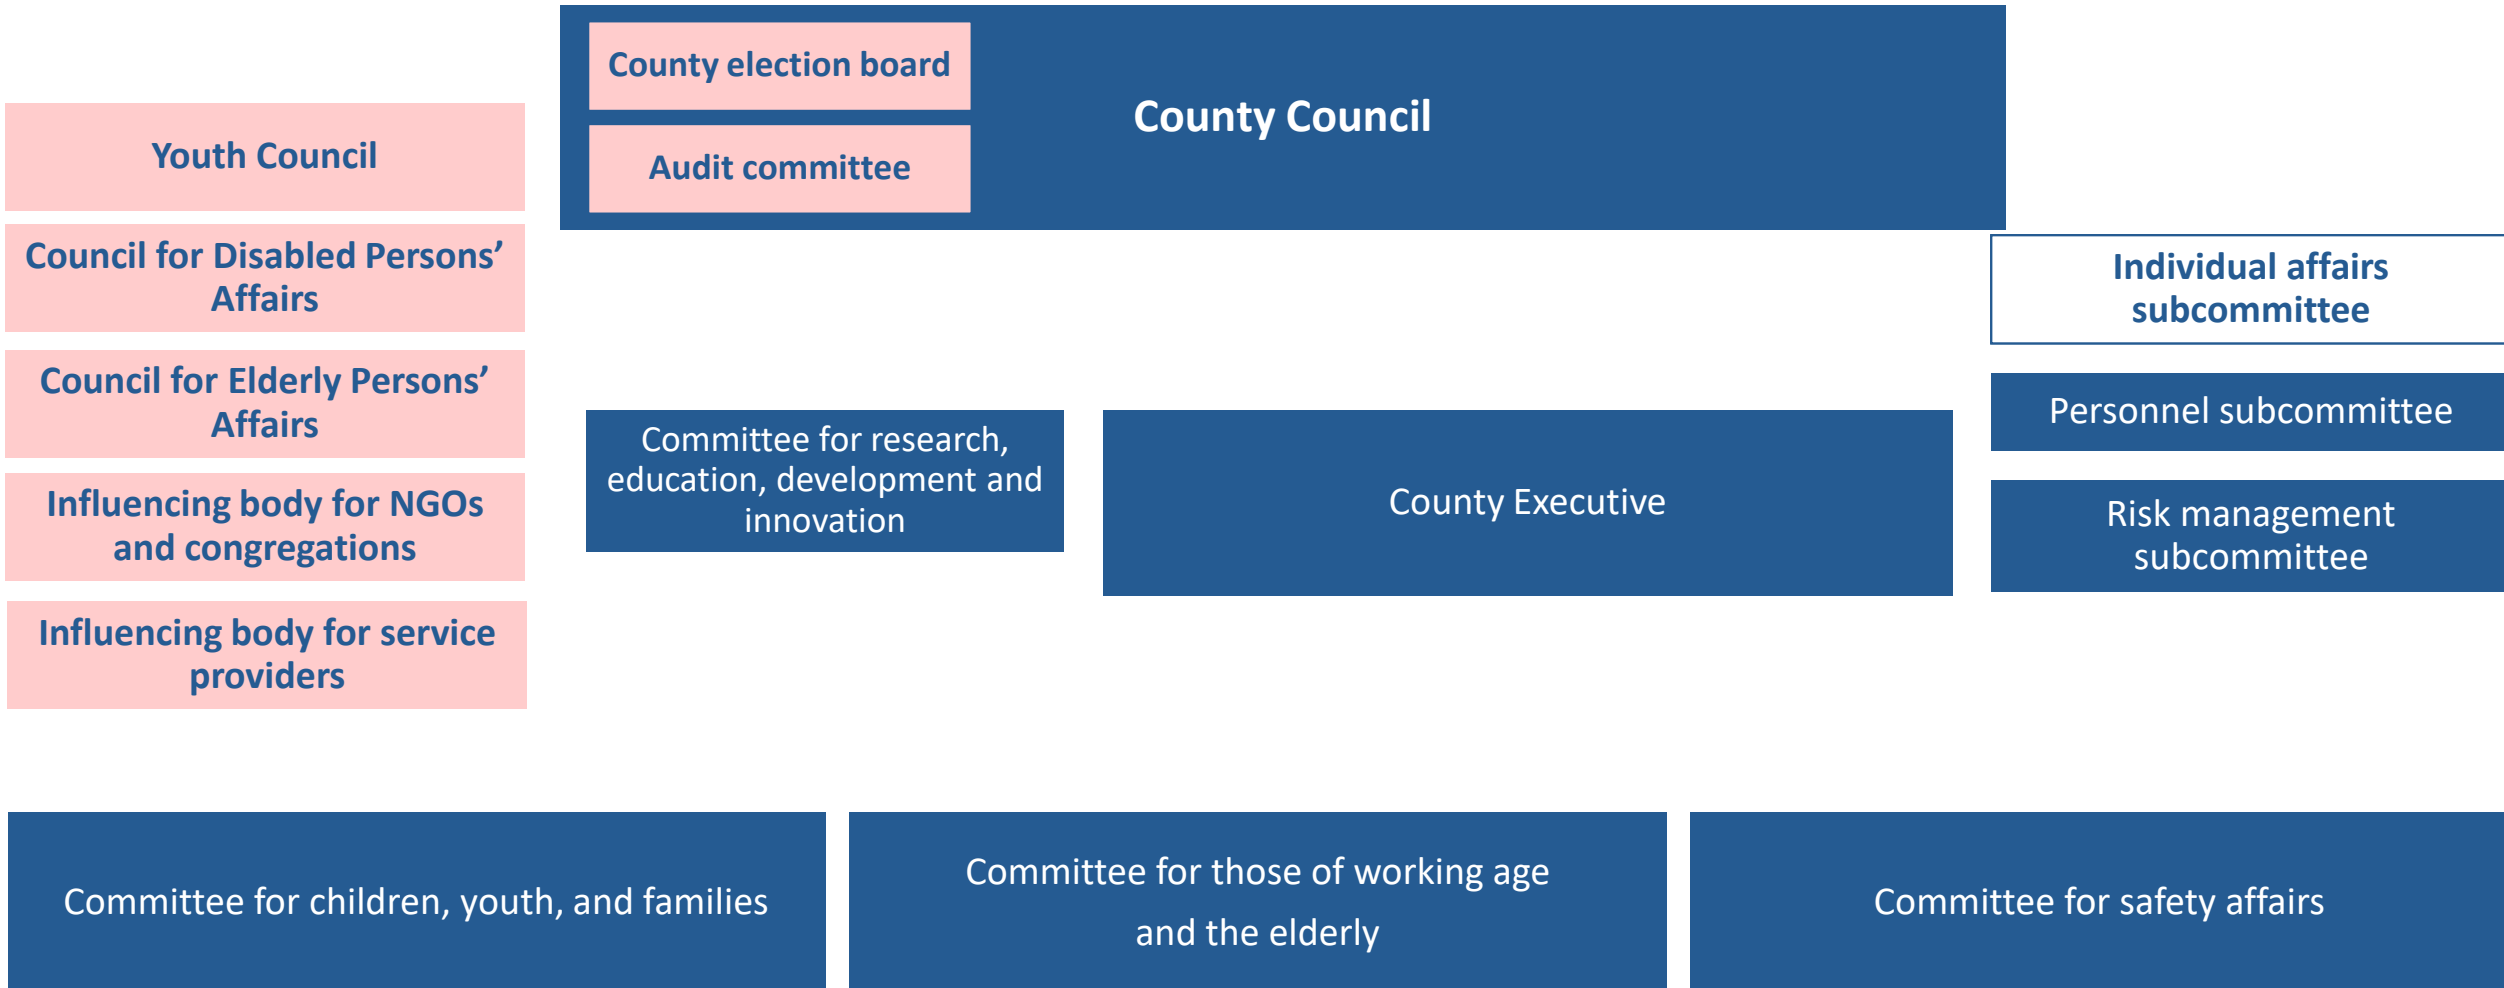 County election board
County Council
Audit committee
Youth Council
Council for Disabled Persons’
Affairs
Council for Elderly Persons’
Affairs
Influencing body for NGOs
and congregations
Influencing body for service
providers
Committee for research,
education, development and
innovation
County Executive
Individual affairs
subcommittee
Personnel subcommittee
Risk management
subcommittee
Committee for children, youth, and families
Committee for those of working age
and the elderly
Committee for safety affairs